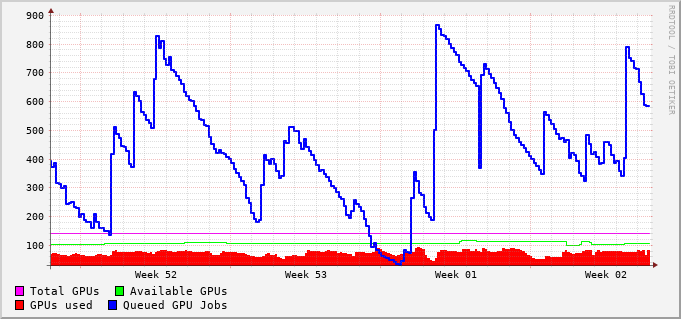 900
800
700
600
500
400
300
200
100
Week 52 Week 53 Week 01 Week 02
Total GPUs Available GPUs
GPUs used Queued GPU Jobs
RRDTOOL / TOBI OETIKER